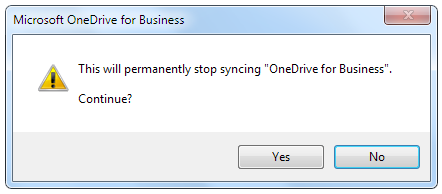 Microsoft OneDrive for Business
This will permanently stop syncing "OneDrive for Business".
Continue?
Yes
No